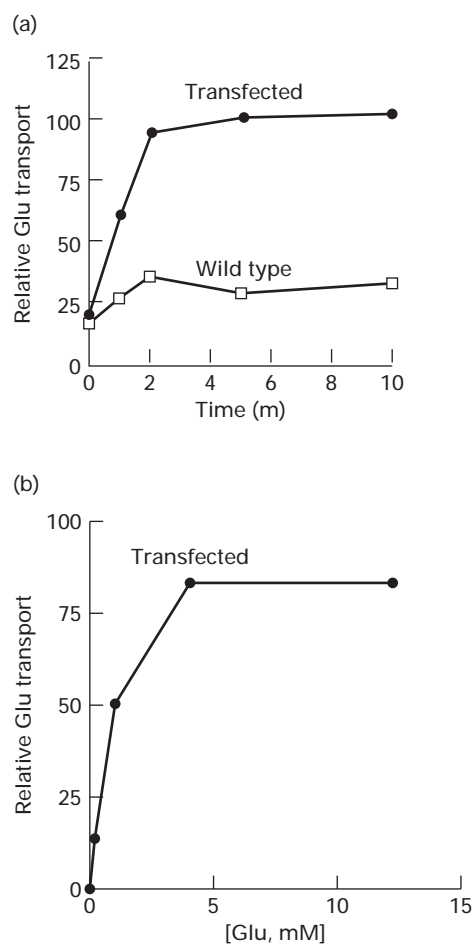 (a)
125
Transfected
100
75
50
Wild type
25
0
0 2 4 6 8 10
Time (m)
Relative Glu transport
(b)
100
Transfected
75
50
25
0
0 5 10 15
[Glu, mM]
Relative Glu transport